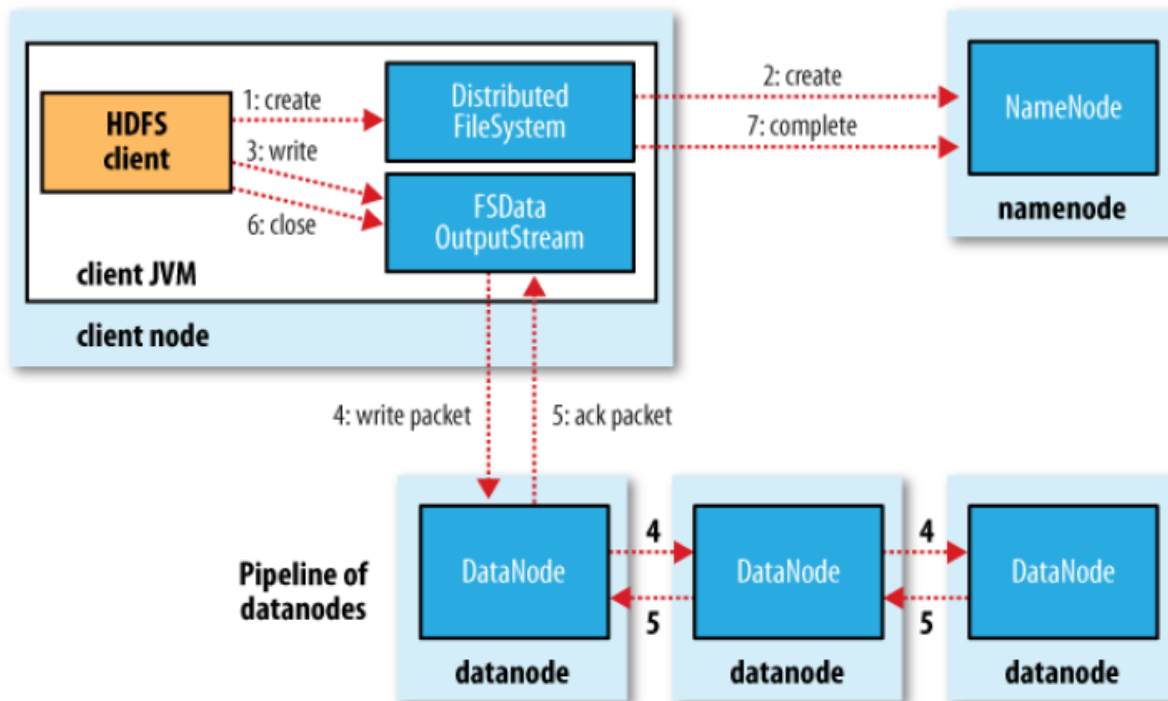 HDFS
client
1: create
3: write
6: close
Distributed
FileSystem
FSData
OutputStream
client JVM
client node
2: create
7: complete
NameNode
namenode
4: write packet
5: ack packet
Pipeline of
datanodes
DataNode
datanode
4
5
DataNode
datanode
4
5
DataNode
datanode